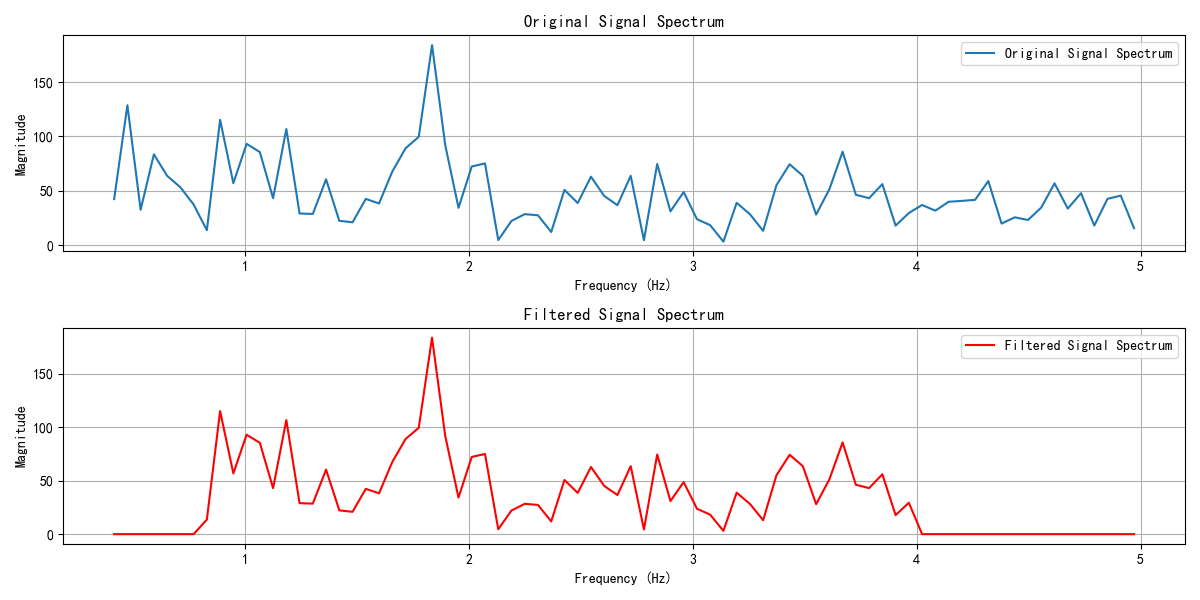 Original Signal Spectrum
Original Signal Spectrum
150
100
50
0
Magnitude
1 2 3 4 5
Frequency (Hz)
Filtered Signal Spectrum
Filtered Signal Spectrum
150
100
50
0
Magnitude
1 2 3 4 5
Frequency (Hz)